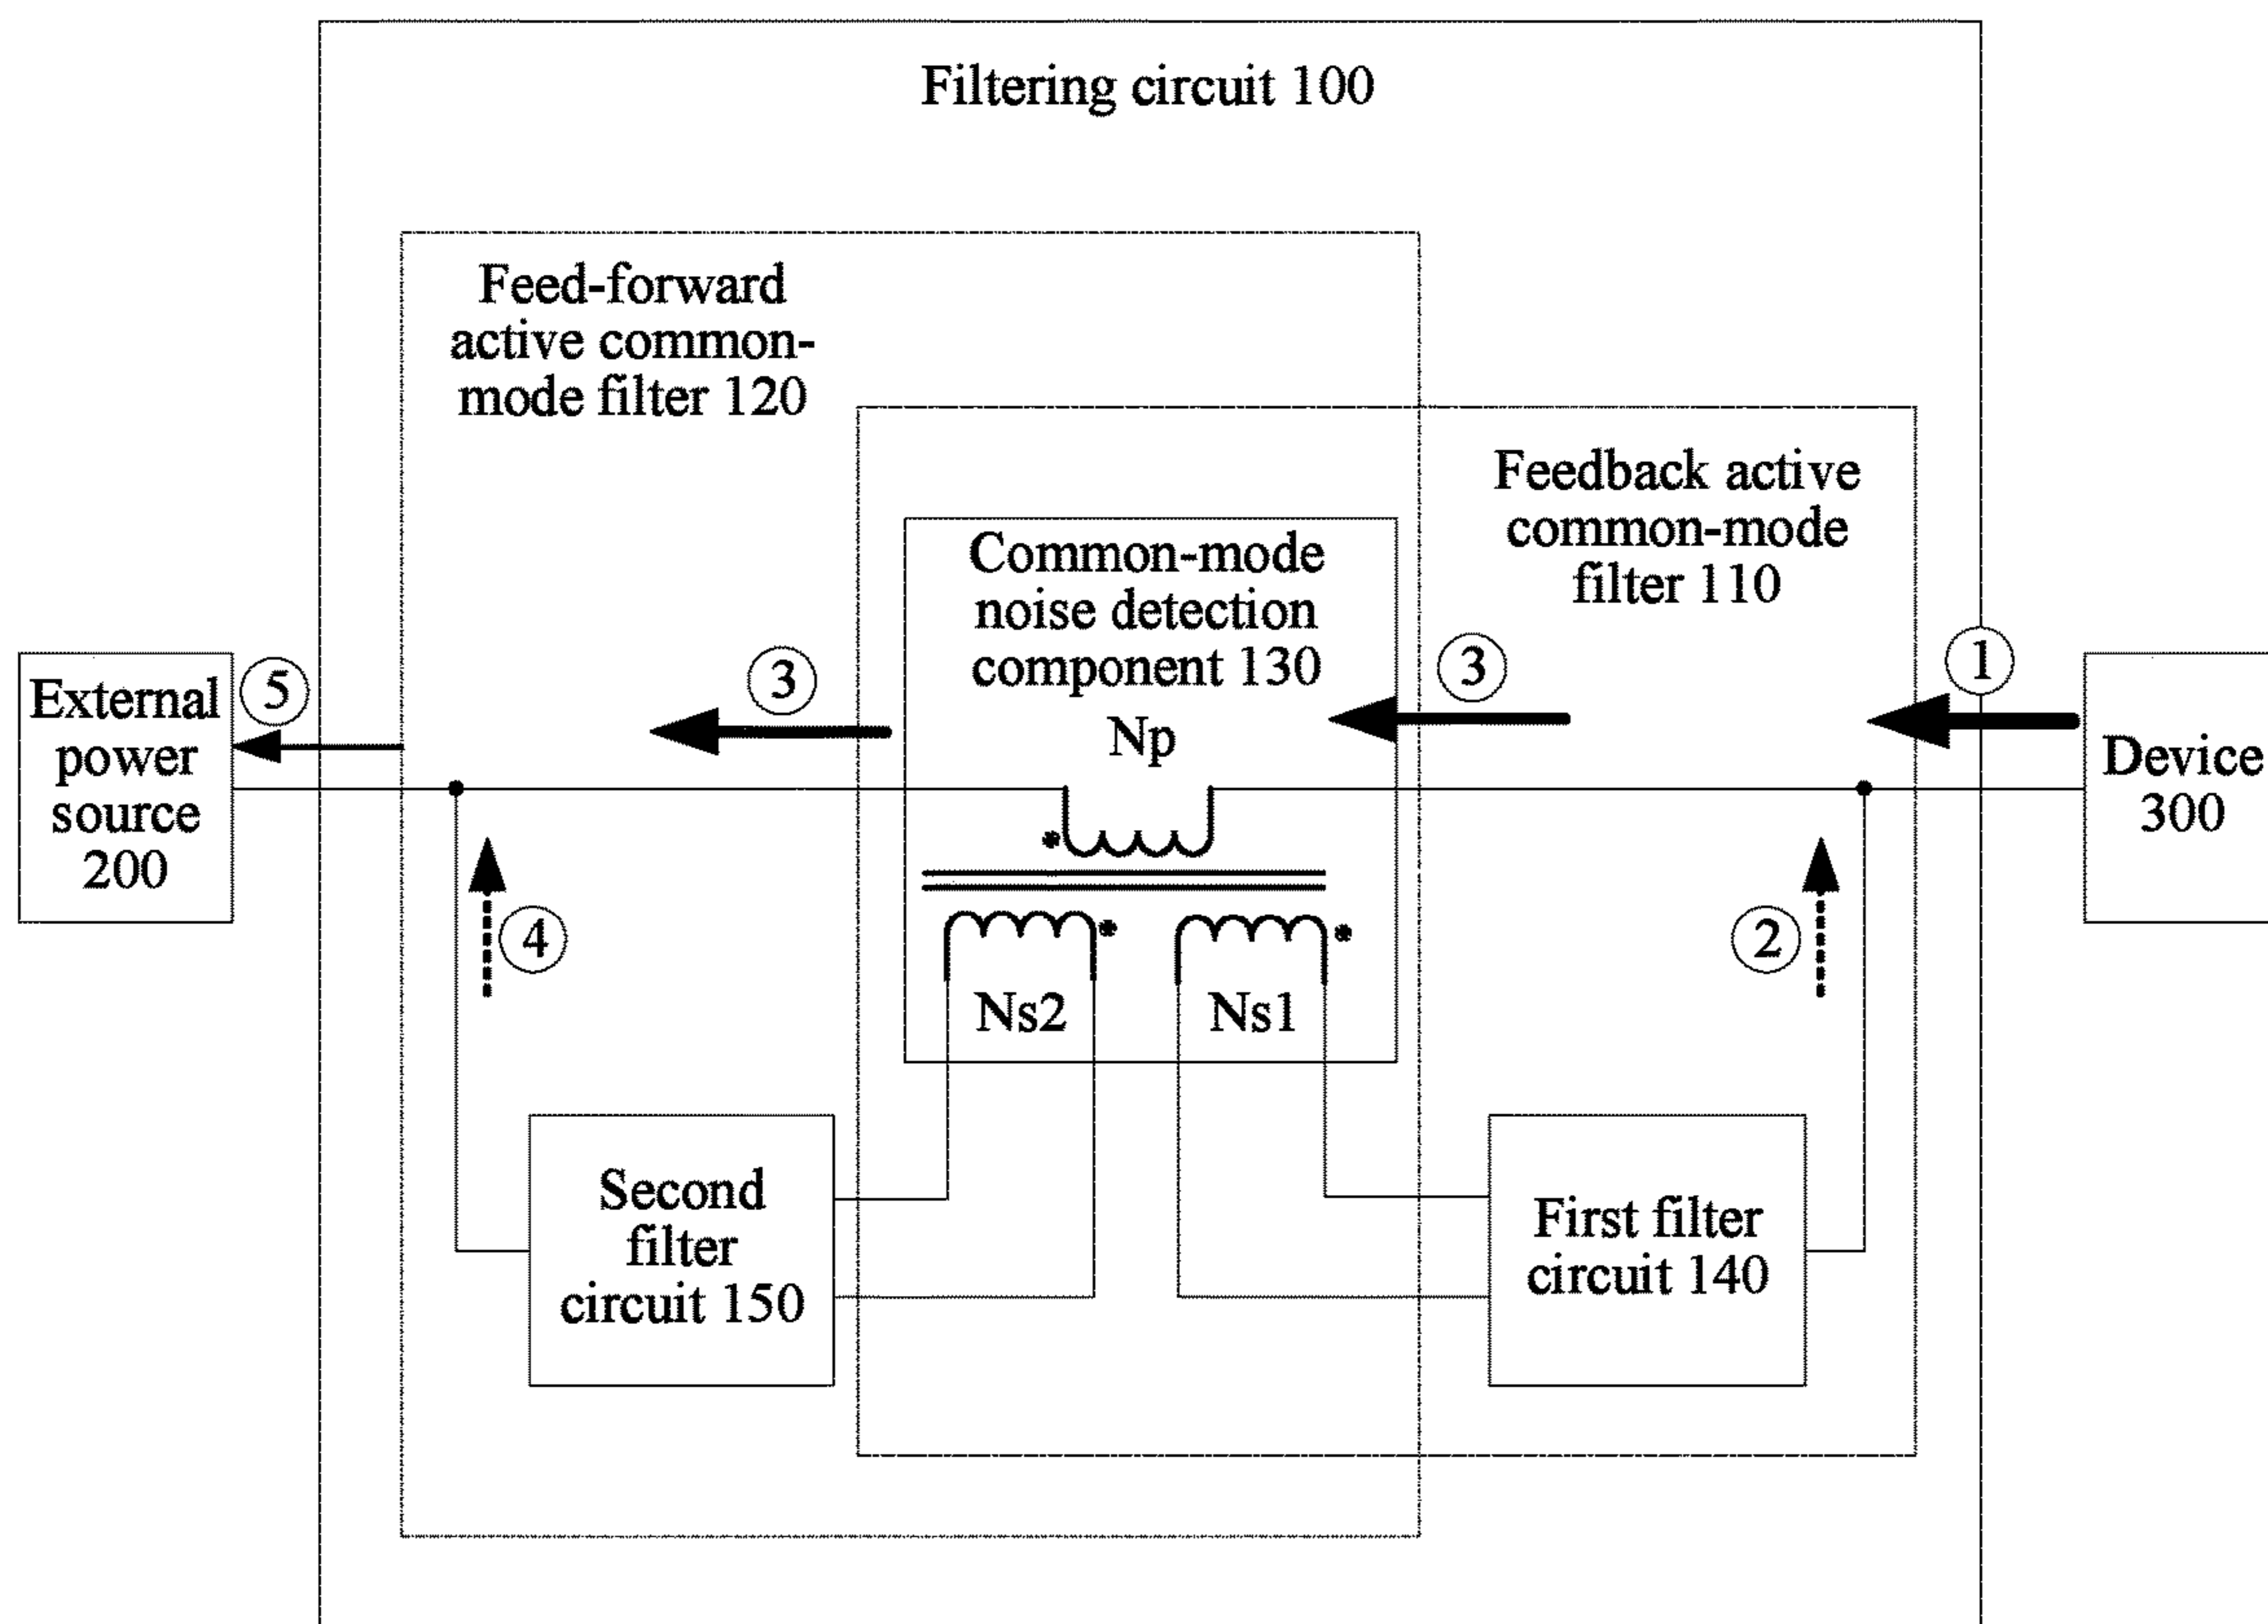 Filtering circuit 100
Feed-forward
active common-
mode filter 120
Feedback active
common-mode
filter 110
Common-mode
noise detection
component 130
Np
External
power
source
200
5
3
3
1
Device
300
*
4
*
*
2
Ns2
Ns1
Second
filter
circuit 150
First filter
circuit 140